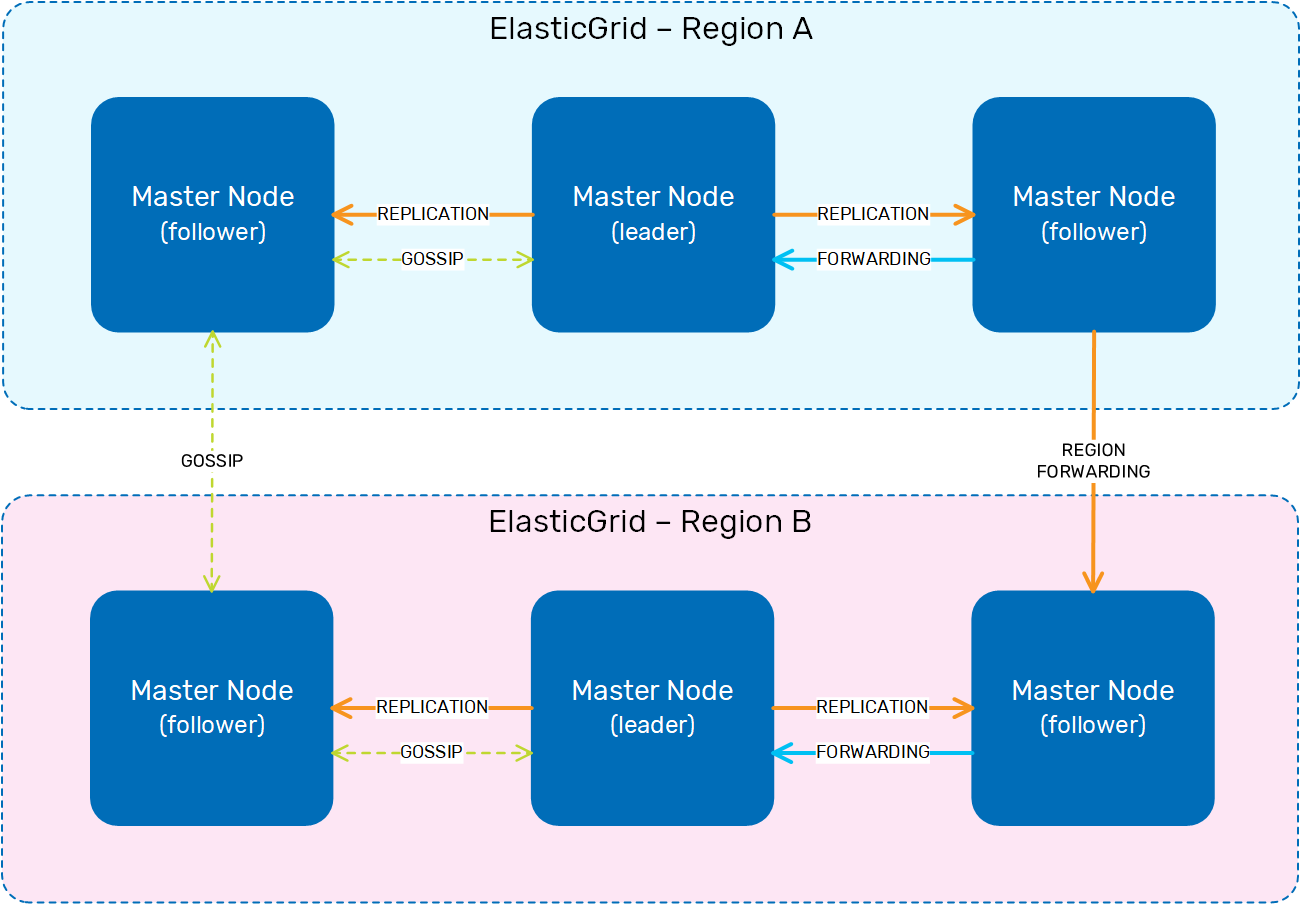 ElasticGrid – Region A
Master Node
(follower)
REPLICATION
GOSSIP
Master Node
(leader)
REPLICATION
FORWARDING
Master Node
(follower)
GOSSIP
REGION
FORWARDING
ElasticGrid – Region B
Master Node
(follower)
REPLICATION
GOSSIP
Master Node
(leader)
REPLICATION
FORWARDING
Master Node
(follower)